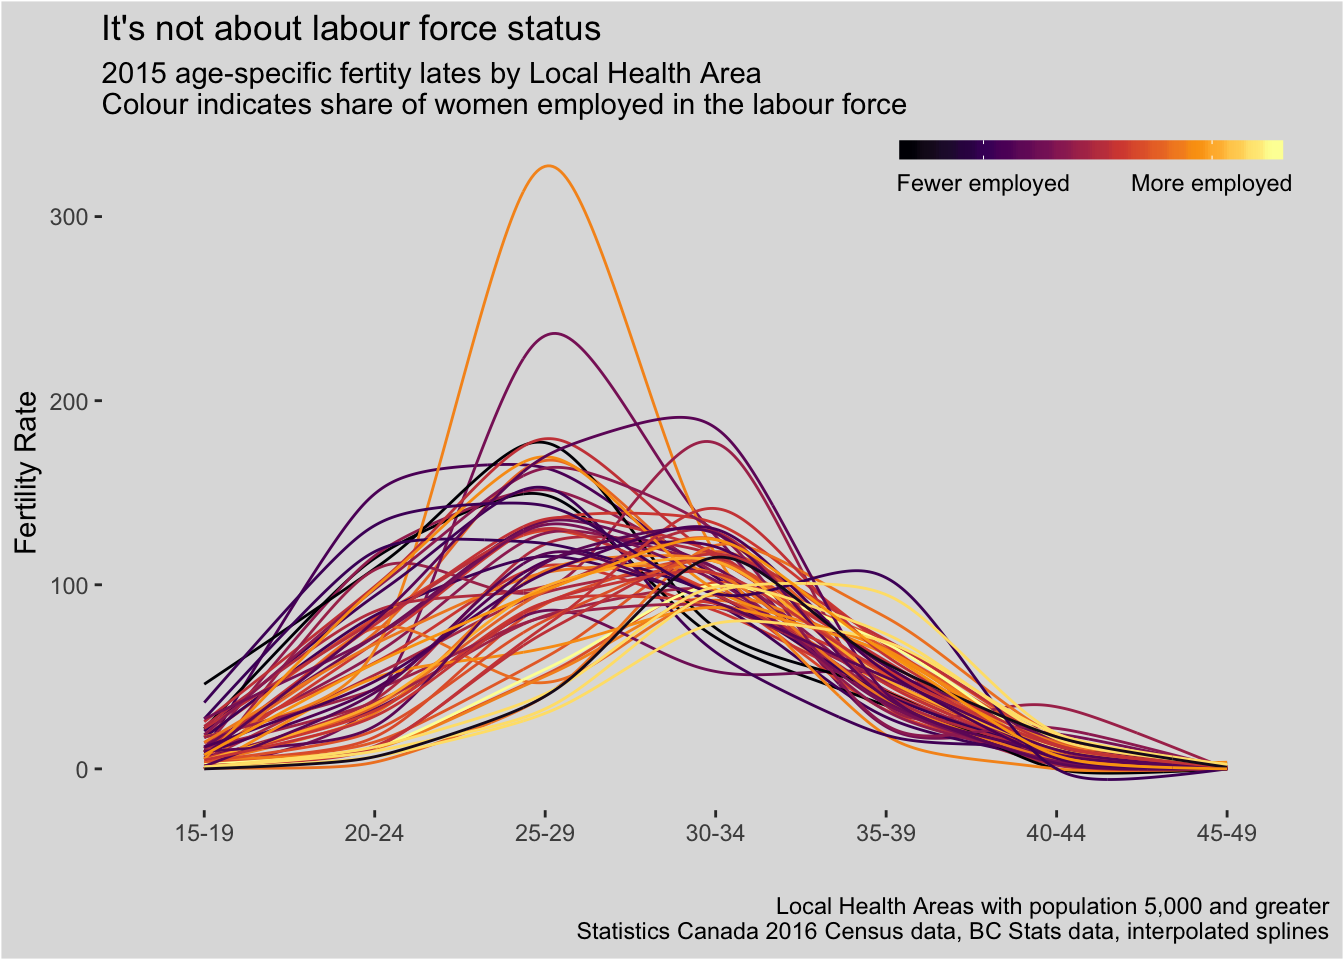 It's not about labour force status
2015 age-specific fertity lates by Local Health Area
Colour indicates share of women employed in the labour force
Fewer employed
More employed
Fertility Rate
300
200
100
0
15-19
20-24
25-29
30-34
35-39
40-44
45-49
Local Health Areas with population 5,000 and greater
Statistics Canada 2016 Census data, BC Stats data, interpolated splines